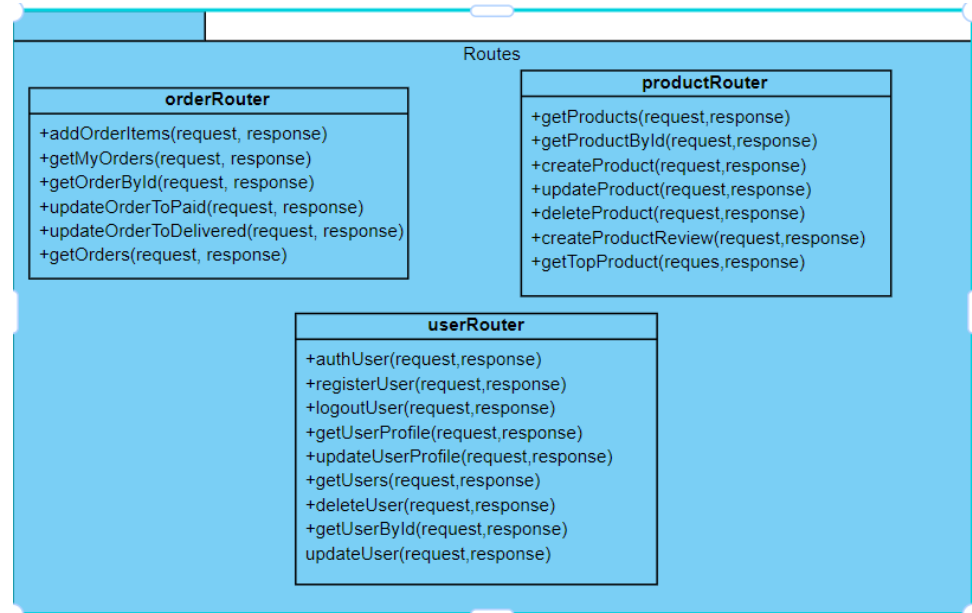 Routes
orderRouter
+addOrderItems(request, response)
+getMyOrders(request, response)
+getOrderById(request, response)
+updateOrderToPaid(request, response)
+updateOrderToDelivered(request, response)
+getOrders(request, response)
productRouter
+getProducts(request,response)
+getProductById(request,response)
+createProduct(request,response)
+updateProduct(request,response)
+deleteProduct(request,response)
+createProductReview(request,response)
+getTopProduct(reques,response)
userRouter
+authUser(request,response)
+registerUser(request,response)
+logoutUser(request,response)
+getUserProfile(request,response)
+updateUserProfile(request,response)
+getUsers(request,response)
+deleteUser(request,response)
+getUserById(request,response)
updateUser(request,response)